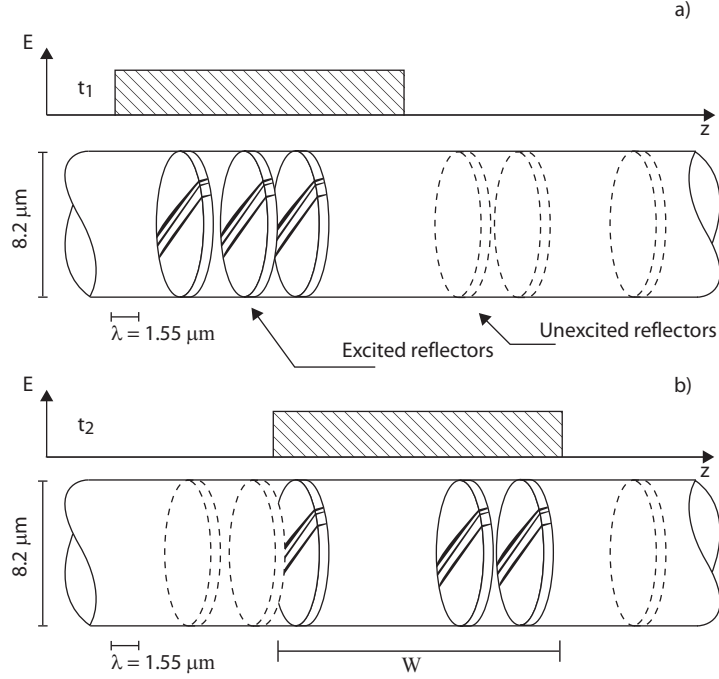 a)
E
t1
z
8.2 μm
λ = 1.55 μm
Excited reflectors
Unexcited reflectors
b)
E
t2
z
8.2 μm
λ = 1.55 μm
W